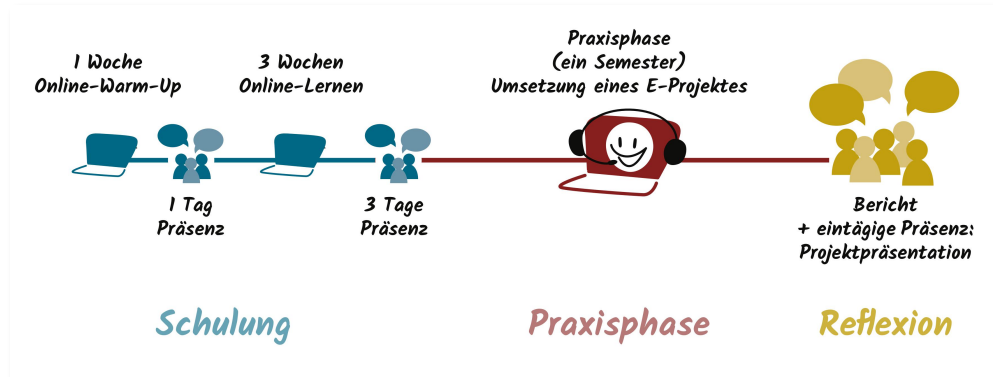 1 Woche
Online-Warm-Up
3 Wochen
Online-Lernen
Praxisphase
(ein Semester)
Umsetzung eines E-Projektes
1 Tag
Präsenz
3 Tage
Präsenz
Bericht
+ eintägige Präsenz:
Projektpräsentation
Schulung
Praxisphase
Reflexion